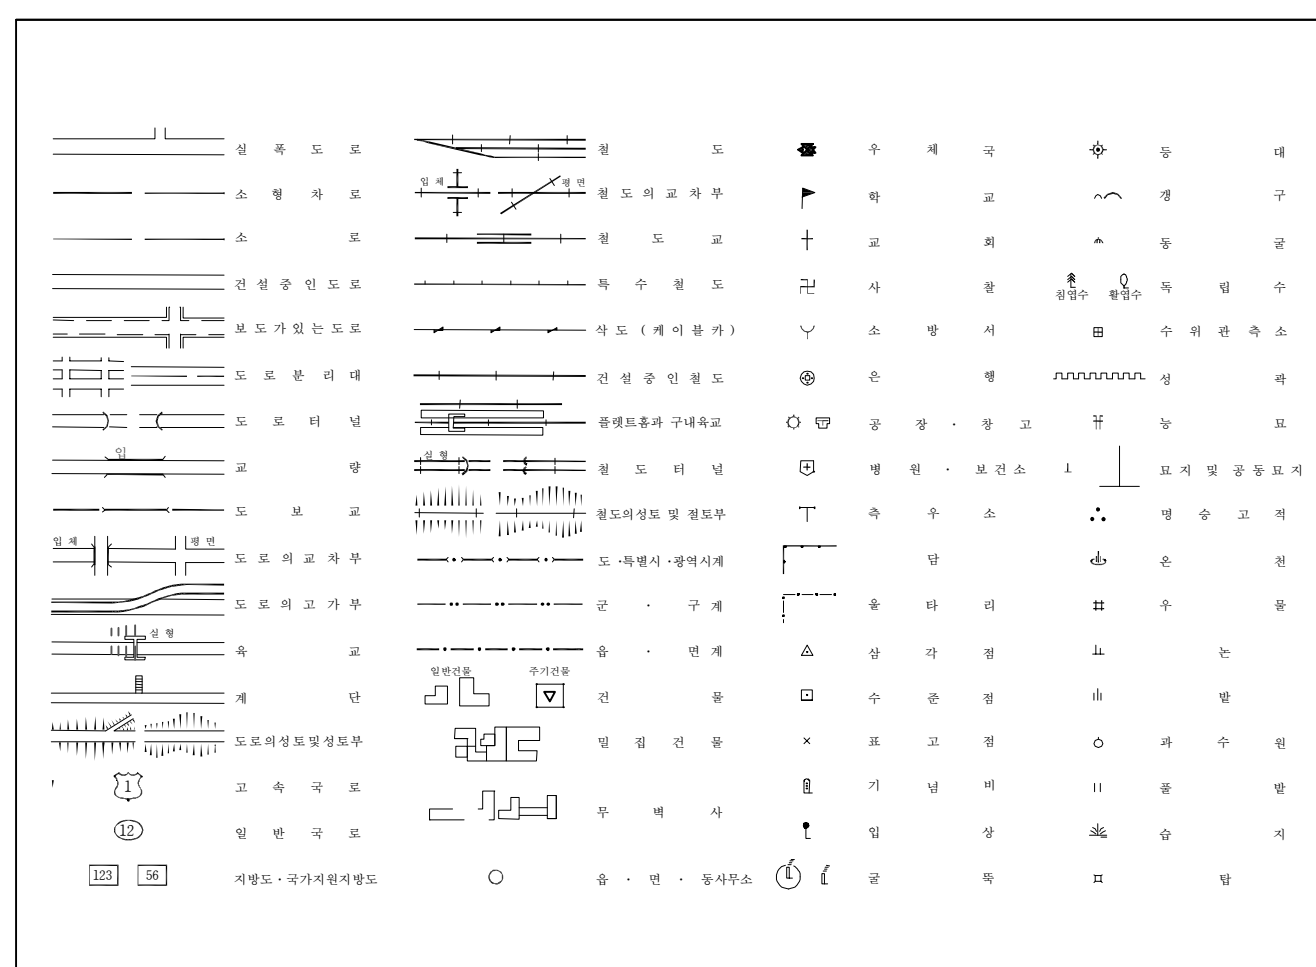 실 폭 도 로 철 도 우 체 국 등 대
입 체 평 면
소 형 차 로 철 도 의 교 차 부 학 교 갱 구
소 로 철 도 교 교 회 동 굴
건 설 중 인 도 로 특 수 철 도 사 찰 침엽수 활엽수 독 립 수
보 도 가 있 는 도 로 삭 도 ( 케 이 블 카 ) 소 방 서 수 위 관 측 소
도 로 분 리 대 건 설 중 인 철 도 은 행 성 곽
도 로 터 널 플렛트홈과 구내육교 공 장 · 창 고 능 묘
입 실 형
교 량 철 도 터 널 병 원 · 보 건 소 묘 지 및 공 동 묘 지
도 보 교 철도의성토 및 절토부 측 우 소 명 승 고 적
입 체 평 면
도 로 의 교 차 부 도 ·특별시 ·광역시계 담 온 천
도 로 의 고 가 부 군 · 구 계 울 타 리 우 물
실 형
육 교 읍 · 면 계 삼 각 점 논
일반건물 주기건물
계 단 건 물 수 준 점 밭
도로의성토및성토부 밀 집 건 물 표 고 점 과 수 원
1 고 속 국 로 기 념 비 풀 밭
무 벽 사
12 일 반 국 로 입 상 습 지
123 56 지방도 · 국가지원지방도 읍 · 면 · 동사무소 굴 뚝 탑